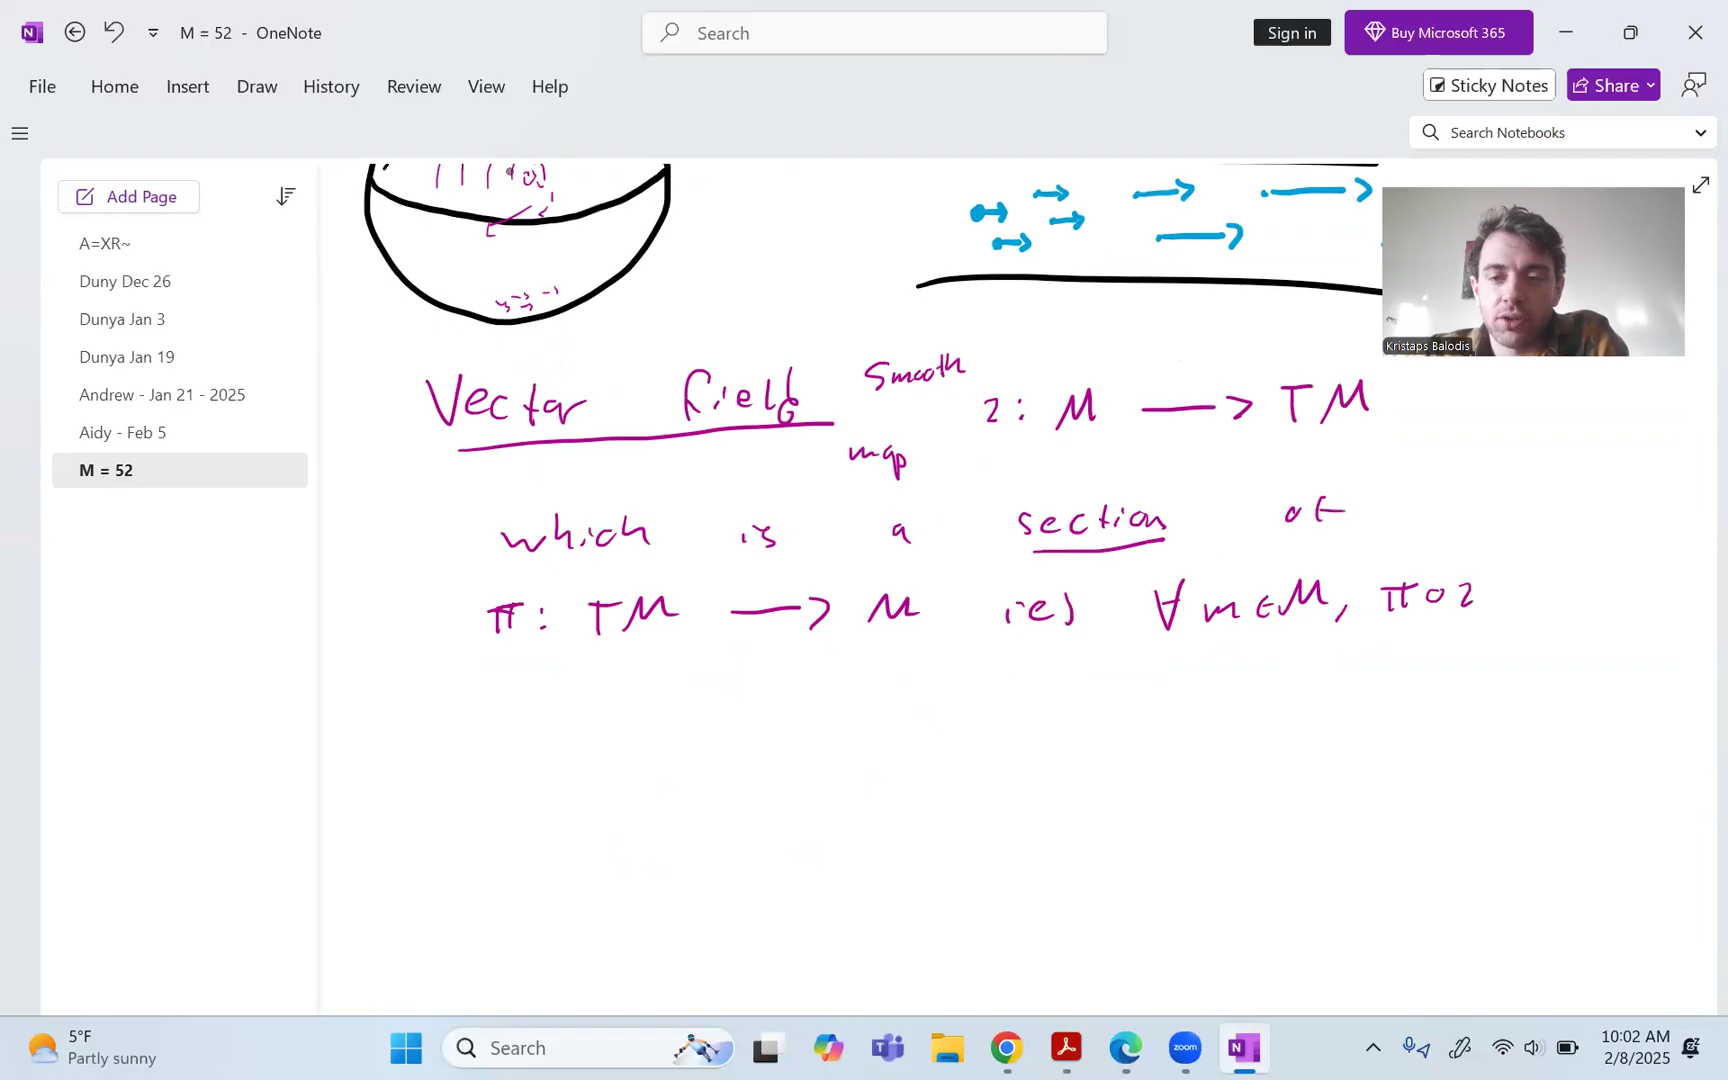 M = 52 - OneNote
Search
Sign in
Buy Microsoft 365
File Home Insert Draw History Review View Help
Sticky Notes
Share
Search Notebooks
Add Page
A=XR~
Duny Dec 26
Dunya Jan 3
Dunya Jan 19
Andrew - Jan 21 - 2025
Aidy - Feb 5
M = 52
Kristaps Balodis
Vector field smooth map 2: M → TM
which is a section of
π: TM → M ie) ∀m∈M, π∘2
5°F
Partly sunny
Search
zoom
10:02 AM
2/8/2025